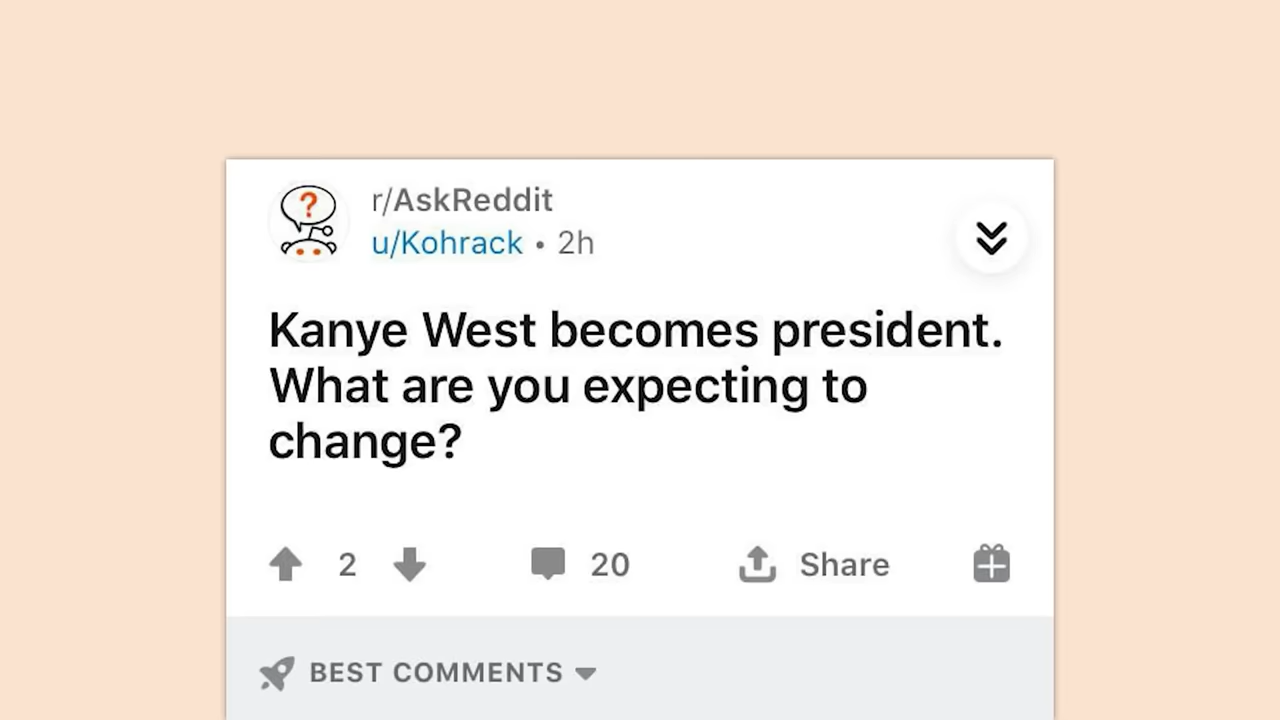 r/AskReddit
u/Kohrack • 2h
Kanye West becomes president.
What are you expecting to
change?
2 20 Share
BEST COMMENTS